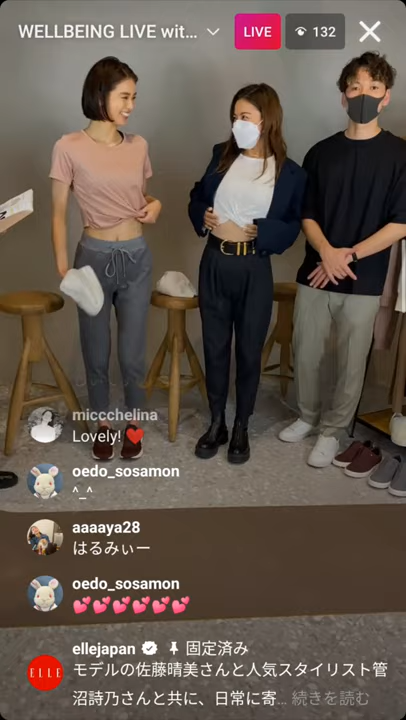 WELLBEING LIVE wit...
LIVE
132
miccchelina
Lovely! ❤️
oedo_sosamon
^_^
aaaaya28
はるみぃー
oedo_sosamon
💕💕💕💕💕💕
ellejapan 固定済み
ELLE
モデルの佐藤晴美さんと人気スタイリスト管
沼詩乃さんと共に、日常に寄... 続きを読む